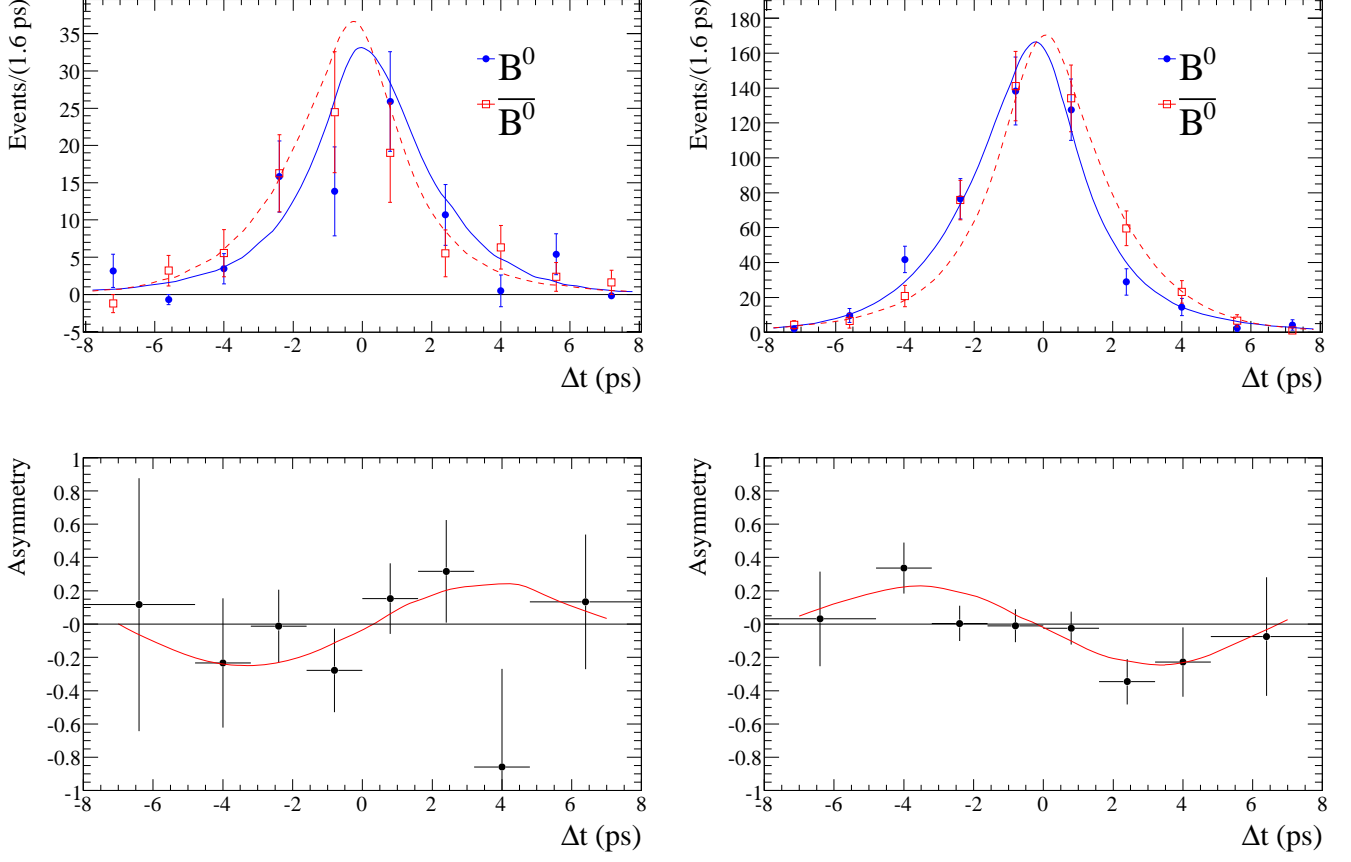 Events/(1.6 ps)
35
30
25
20
15
10
5
0
-5
B⁰
B̅⁰
-8 -6 -4 -2 0 2 4 6 8
Δt (ps)
Events/(1.6 ps)
180
160
140
120
100
80
60
40
20
0
B⁰
B̅⁰
-8 -6 -4 -2 0 2 4 6 8
Δt (ps)
Asymmetry
1
0.8
0.6
0.4
0.2
-0
-0.2
-0.4
-0.6
-0.8
-1
-8 -6 -4 -2 0 2 4 6 8
Δt (ps)
Asymmetry
1
0.8
0.6
0.4
0.2
-0
-0.2
-0.4
-0.6
-0.8
-1
-8 -6 -4 -2 0 2 4 6 8
Δt (ps)